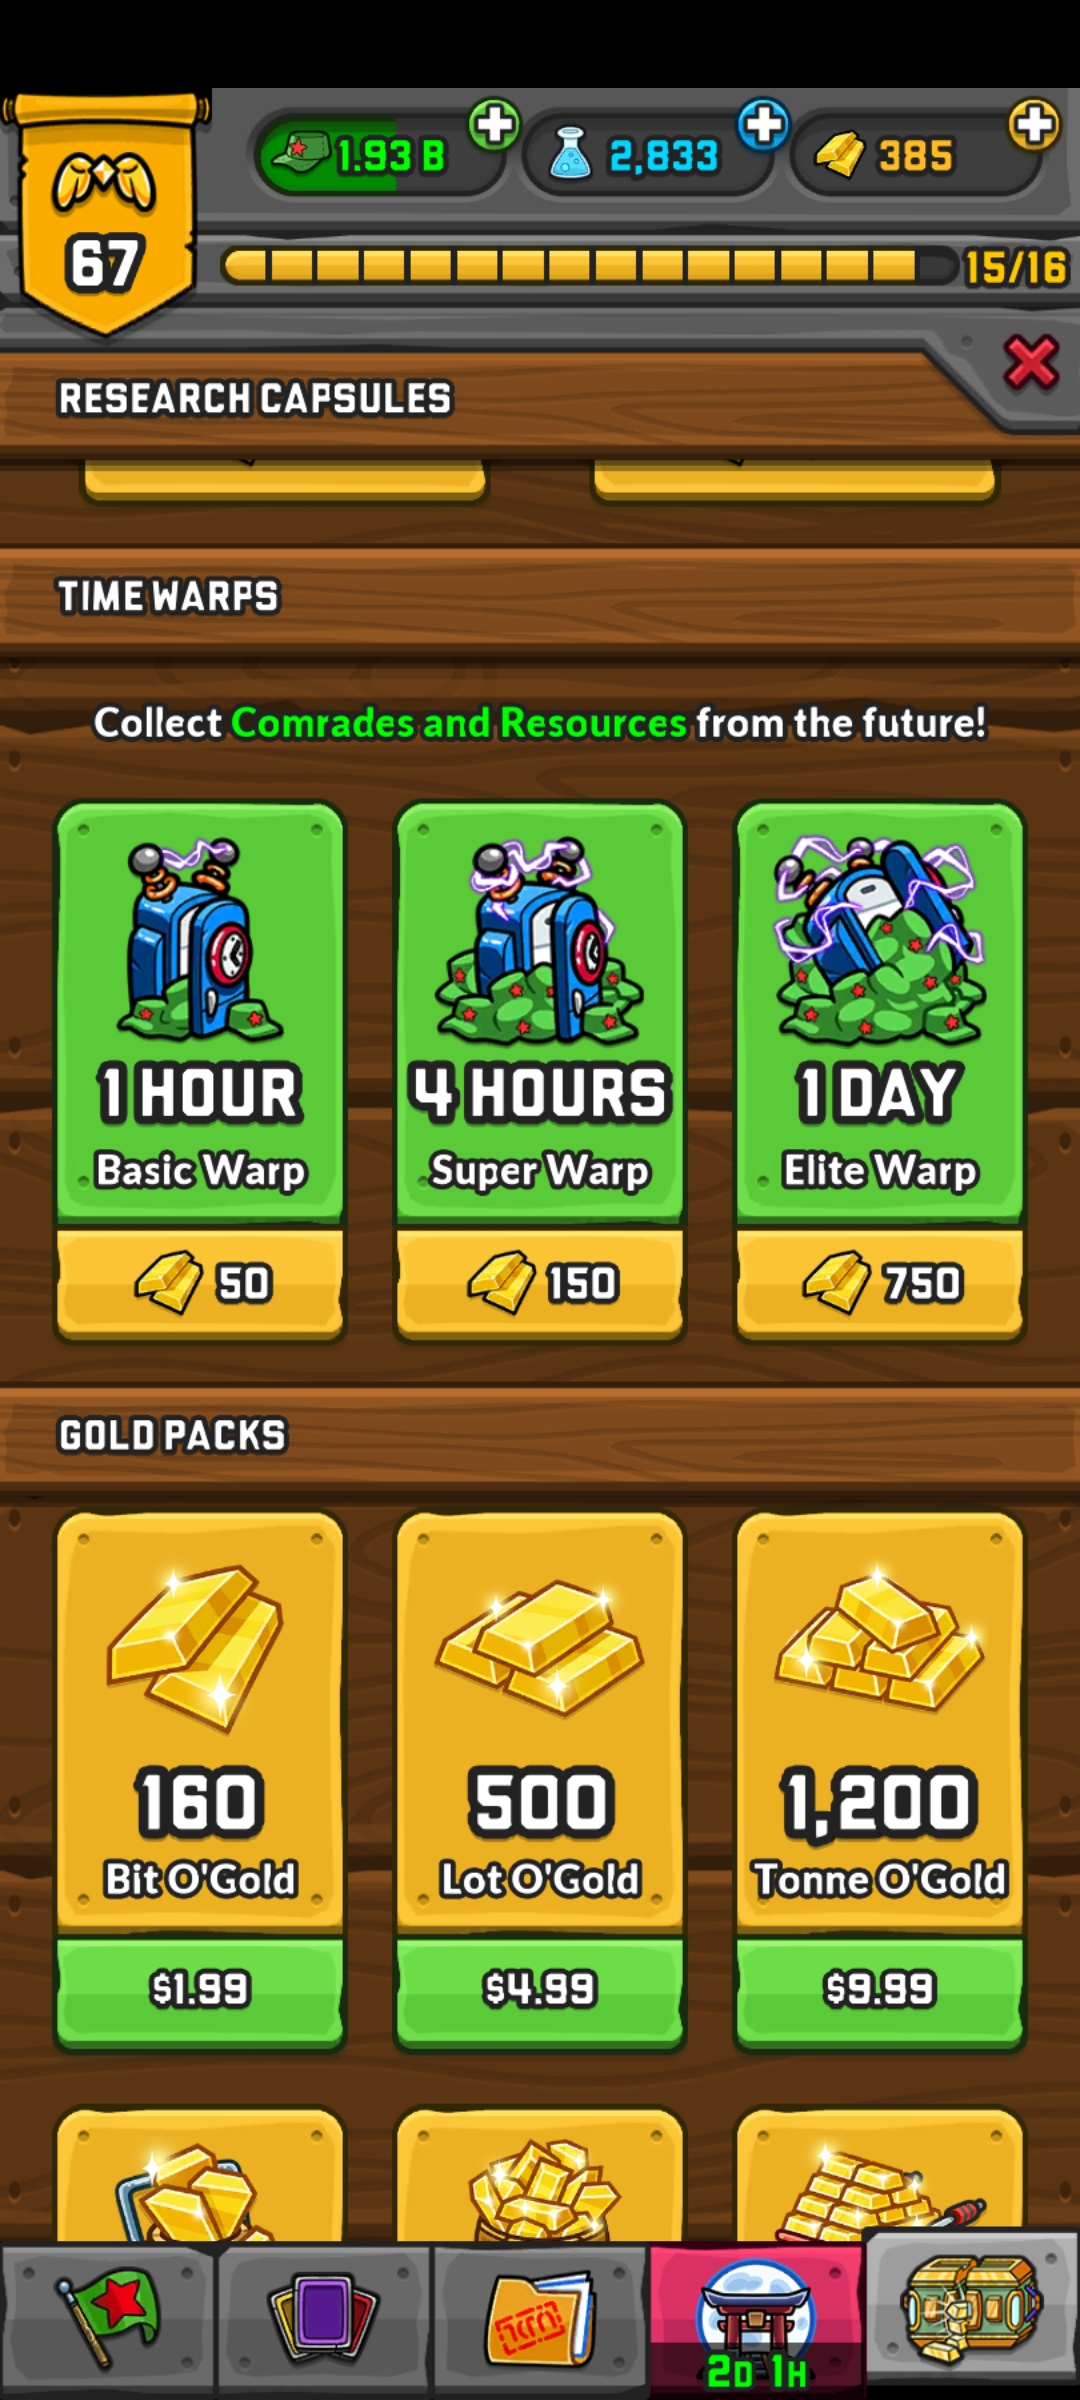 1.93 B
2,833
385
67
15/16
RESEARCH CAPSULES
TIME WARPS
Collect Comrades and Resources from the future!
1 HOUR
Basic Warp
50
4 HOURS
Super Warp
150
1 DAY
Elite Warp
750
GOLD PACKS
160
Bit O'Gold
$1.99
500
Lot O'Gold
$4.99
1,200
Tonne O'Gold
$9.99
2D 1H